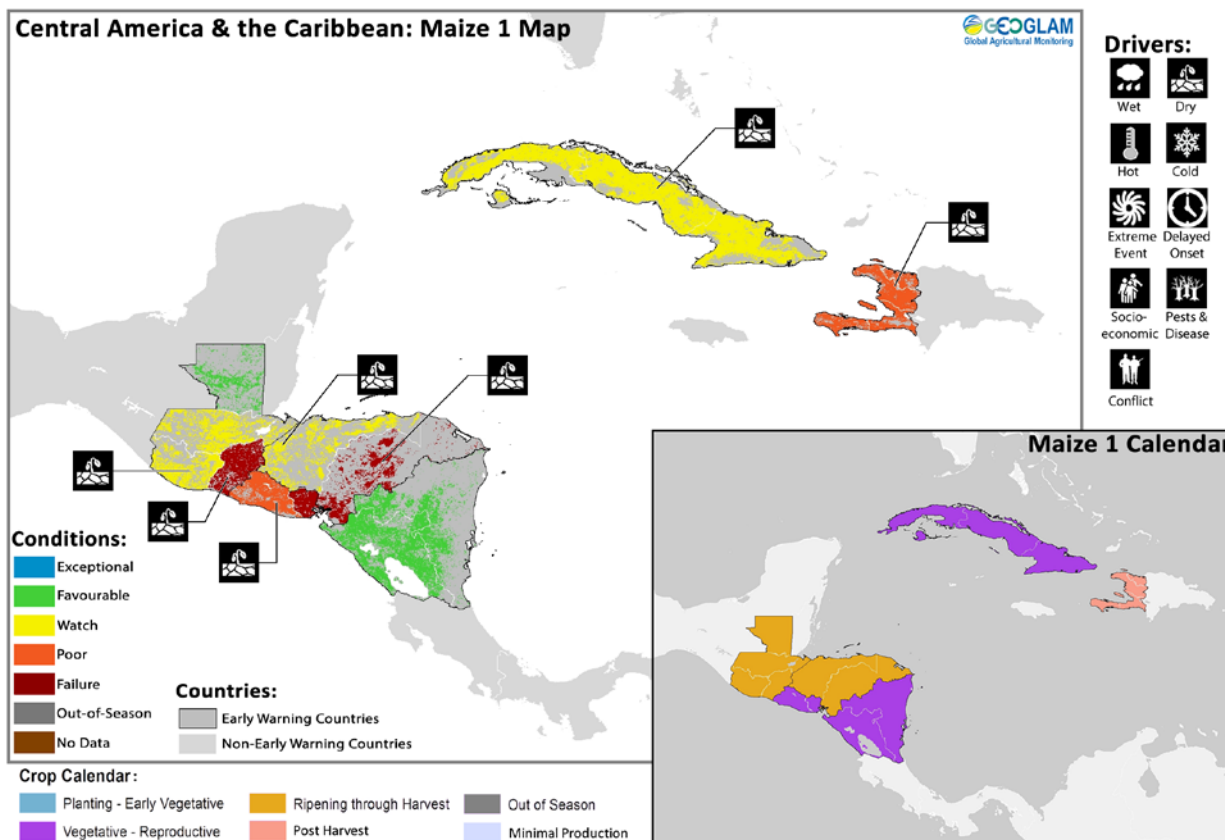 Central America & the Caribbean: Maize 1 Map
GEOGLAM
Global Agricultural Monitoring
Drivers:
Wet
Dry
Hot
Cold
Extreme
Event
Delayed
Onset
Socio-
economic
Pests &
Disease
Conflict
Conditions:
Exceptional
Favourable
Watch
Poor
Failure
Out-of-Season
No Data
Countries:
Early Warning Countries
Non-Early Warning Countries
Maize 1 Calendar
Crop Calendar:
Planting - Early Vegetative
Vegetative - Reproductive
Ripening through Harvest
Post Harvest
Out of Season
Minimal Production